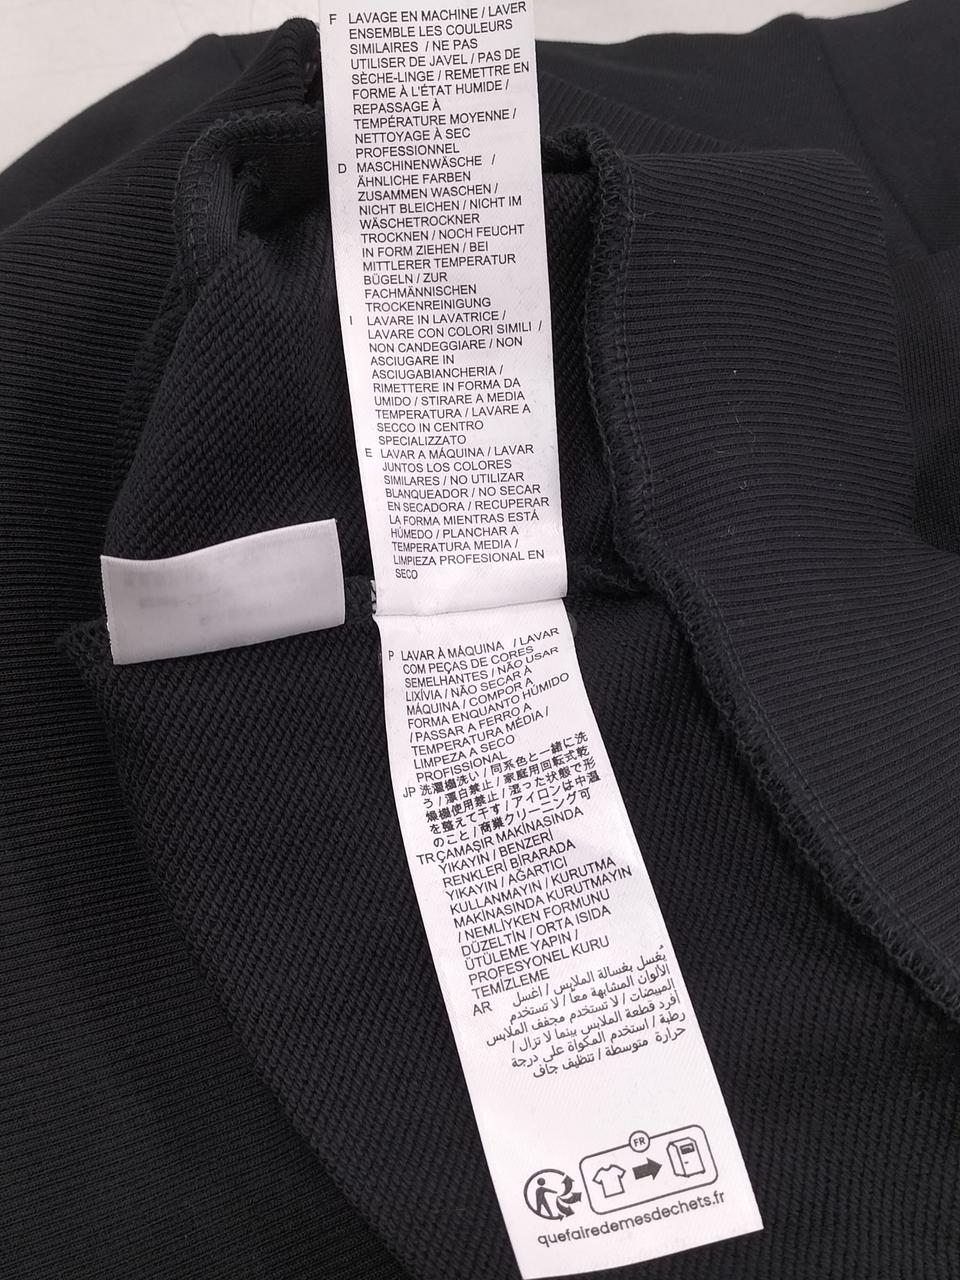 F LAVAGE EN MACHINE / LAVER
ENSEMBLE LES COULEURS
SIMILAIRES / NE PAS
UTILISER DE JAVEL / PAS DE
SÈCHE-LINGE / REMETTRE EN
FORME À L'ÉTAT HUMIDE /
REPASSAGE À
TEMPÉRATURE MOYENNE /
NETTOYAGE À SEC
PROFESSIONNEL
D MASCHINENWÄSCHE /
ÄHNLICHE FARBEN
ZUSAMMEN WASCHEN /
NICHT BLEICHEN / NICHT IM
WÄSCHETROCKNER
TROCKNEN / NOCH FEUCHT
IN FORM ZIEHEN / BEI
MITTLERER TEMPERATUR
BÜGELN / ZUR
FACHMÄNNISCHEN
TROCKENREINIGUNG
I LAVARE IN LAVATRICE /
LAVARE CON COLORI SIMILI /
NON CANDEGGIARE / NON
ASCIUGARE IN
ASCIUGABIANCHERIA /
RIMETTERE IN FORMA DA
UMIDO / STIRARE A MEDIA
TEMPERATURA / LAVARE A
SECCO IN CENTRO
SPECIALIZZATO
E LAVAR A MÁQUINA / LAVAR
JUNTOS LOS COLORES
SIMILARES / NO UTILIZAR
BLANQUEADOR / NO SECAR
EN SECADORA / RECUPERAR
LA FORMA MIENTRAS ESTÁ
HÚMEDO / PLANCHAR A
TEMPERATURA MEDIA /
LIMPIEZA PROFESIONAL EN
SECO
P LAVAR À MÁQUINA / LAVAR
COM PEÇAS DE CORES
SEMELHANTES / NÃO USAR
LIXÍVIA / NÃO SECAR À
MÁQUINA / COMPOR A
FORMA ENQUANTO HÚMIDO
/ PASSAR A FERRO A
TEMPERATURA MÉDIA /
LIMPEZA A SECO
PROFISSIONAL
JP 洗濯機洗い / 同系色と一緒に洗
う / 漂白禁止 / 家庭用回転式乾
燥機使用禁止 / 湿った状態で形
を整えて干す / アイロンは中温
のこと / 商業クリーニング可
TR ÇAMAŞIR MAKİNASINDA
YIKAYIN / BENZERİ
RENKLERİ BİRARADA
YIKAYIN / AĞARTICI
KULLANMAYIN / KURUTMA
MAKİNASINDA KURUTMAYIN
/ NEMLİYKEN FORMUNU
DÜZELTİN / ORTA ISIDA
ÜTÜLEME YAPIN /
PROFESYONEL KURU
TEMİZLEME
AR يُغسل بغسالة الملابس / اغسل
الألوان المشابهة معاً / لا تستخدم
المبيضات / لا تستخدم مجفف الملابس
أفرد قطعة الملابس بينما لا تزال /
رطبة / استخدم المكواة على درجة
حرارة متوسطة / تنظيف جاف
FR
quefairedemesdechets.fr